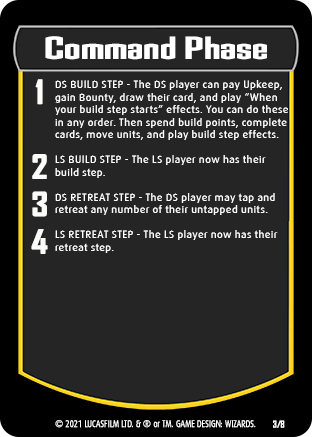 Command Phase
1 DS BUILD STEP - The DS player can pay Upkeep,
gain Bounty, draw their card, and play “When
your build step starts” effects. You can do these
in any order. Then spend build points, complete
cards, move units, and play build step effects.
2 LS BUILD STEP - The LS player now has their
build step.
3 DS RETREAT STEP - The DS player may tap and
retreat any number of their untapped units.
4 LS RETREAT STEP - The LS player now has their
retreat step.
© 2021 LUCASFILM LTD. & ® or TM. GAME DESIGN: WIZARDS. 3/8